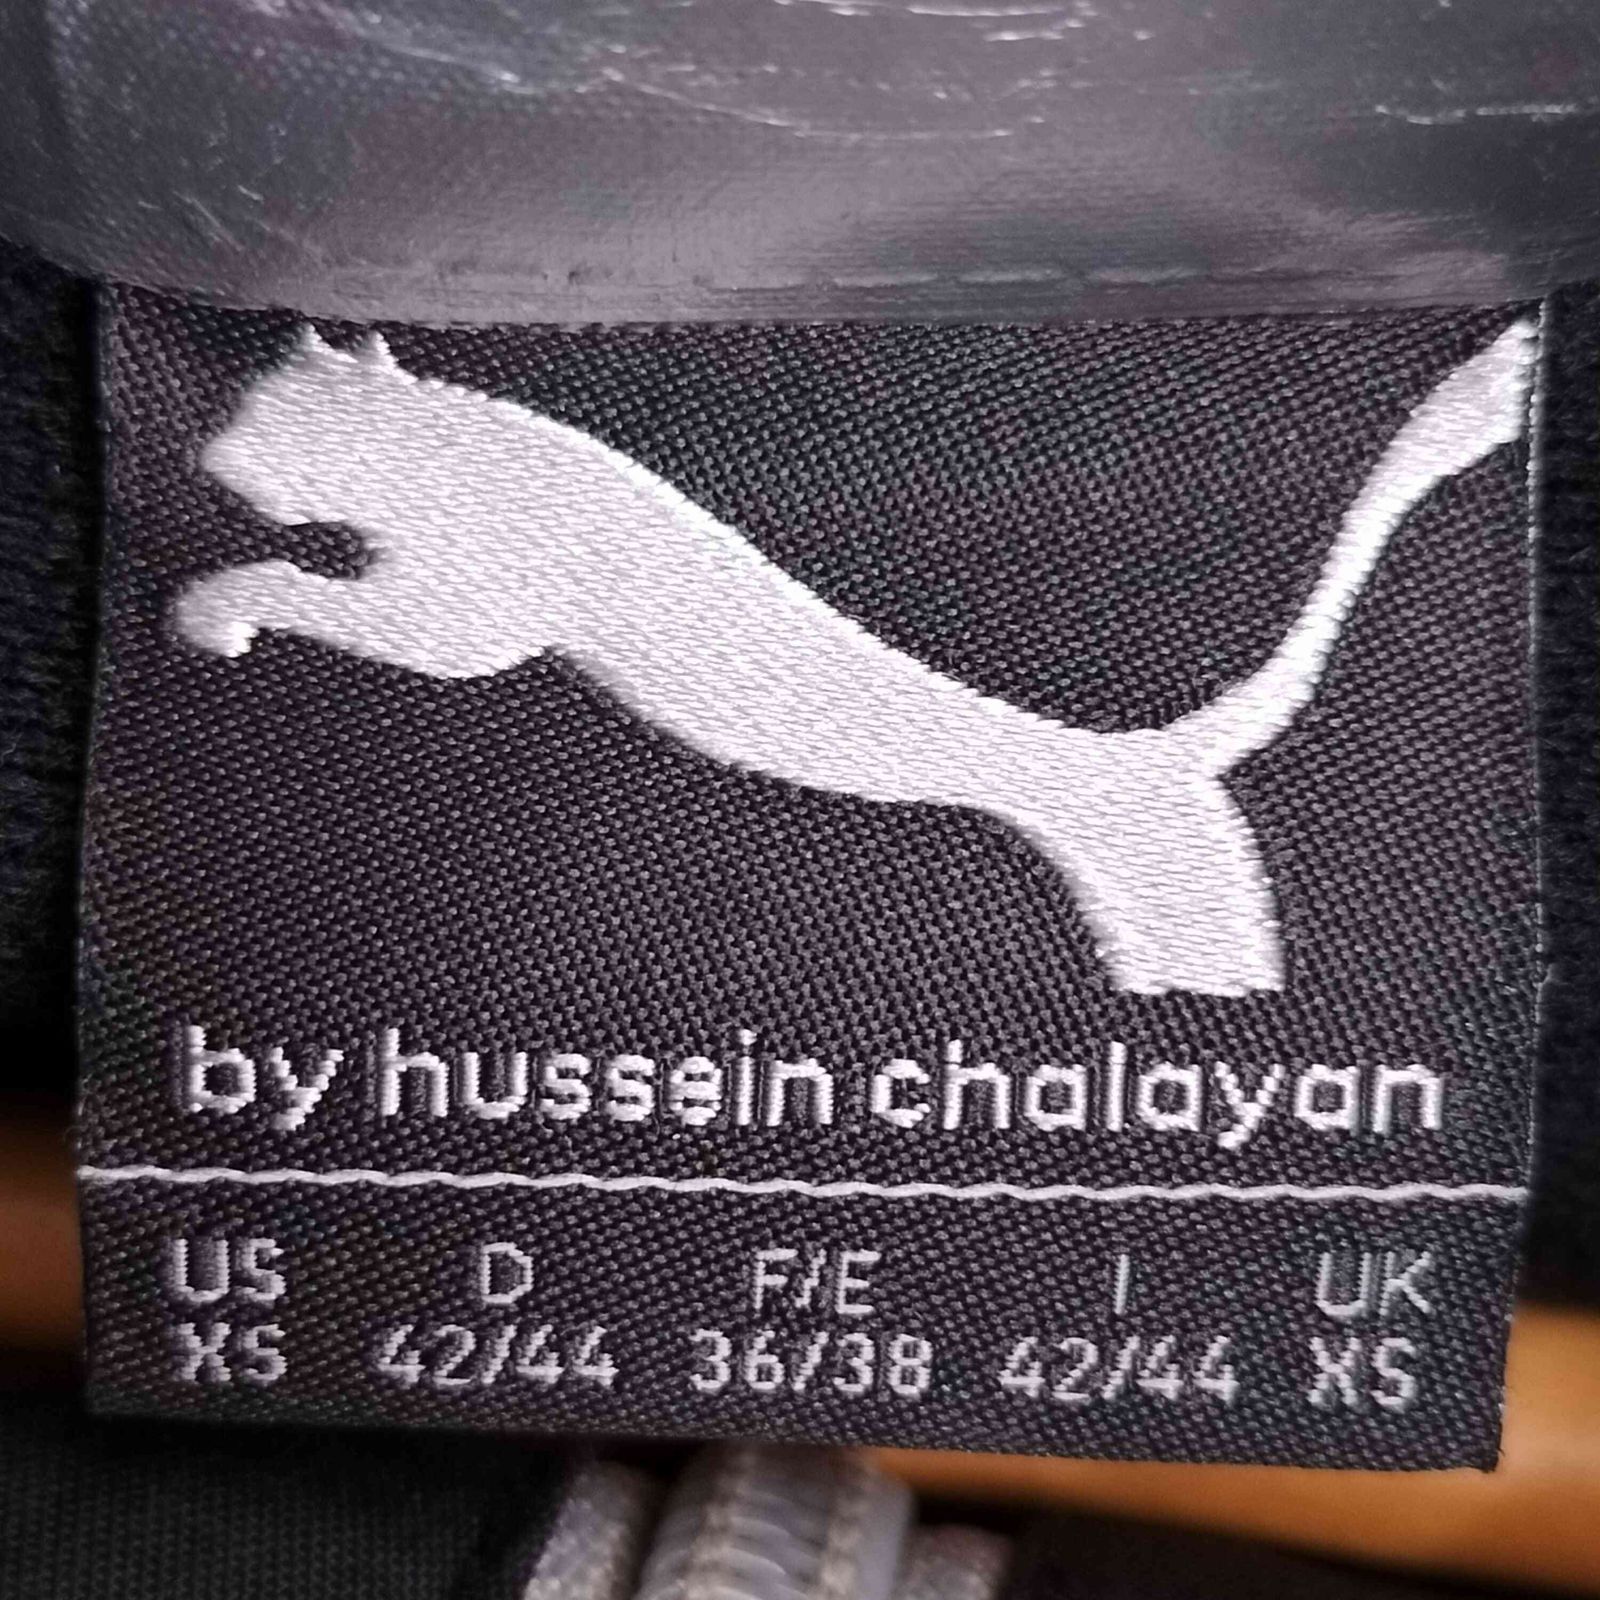 by hussein chalayan
US D F/E I UK
XS 42/44 36/38 42/44 XS